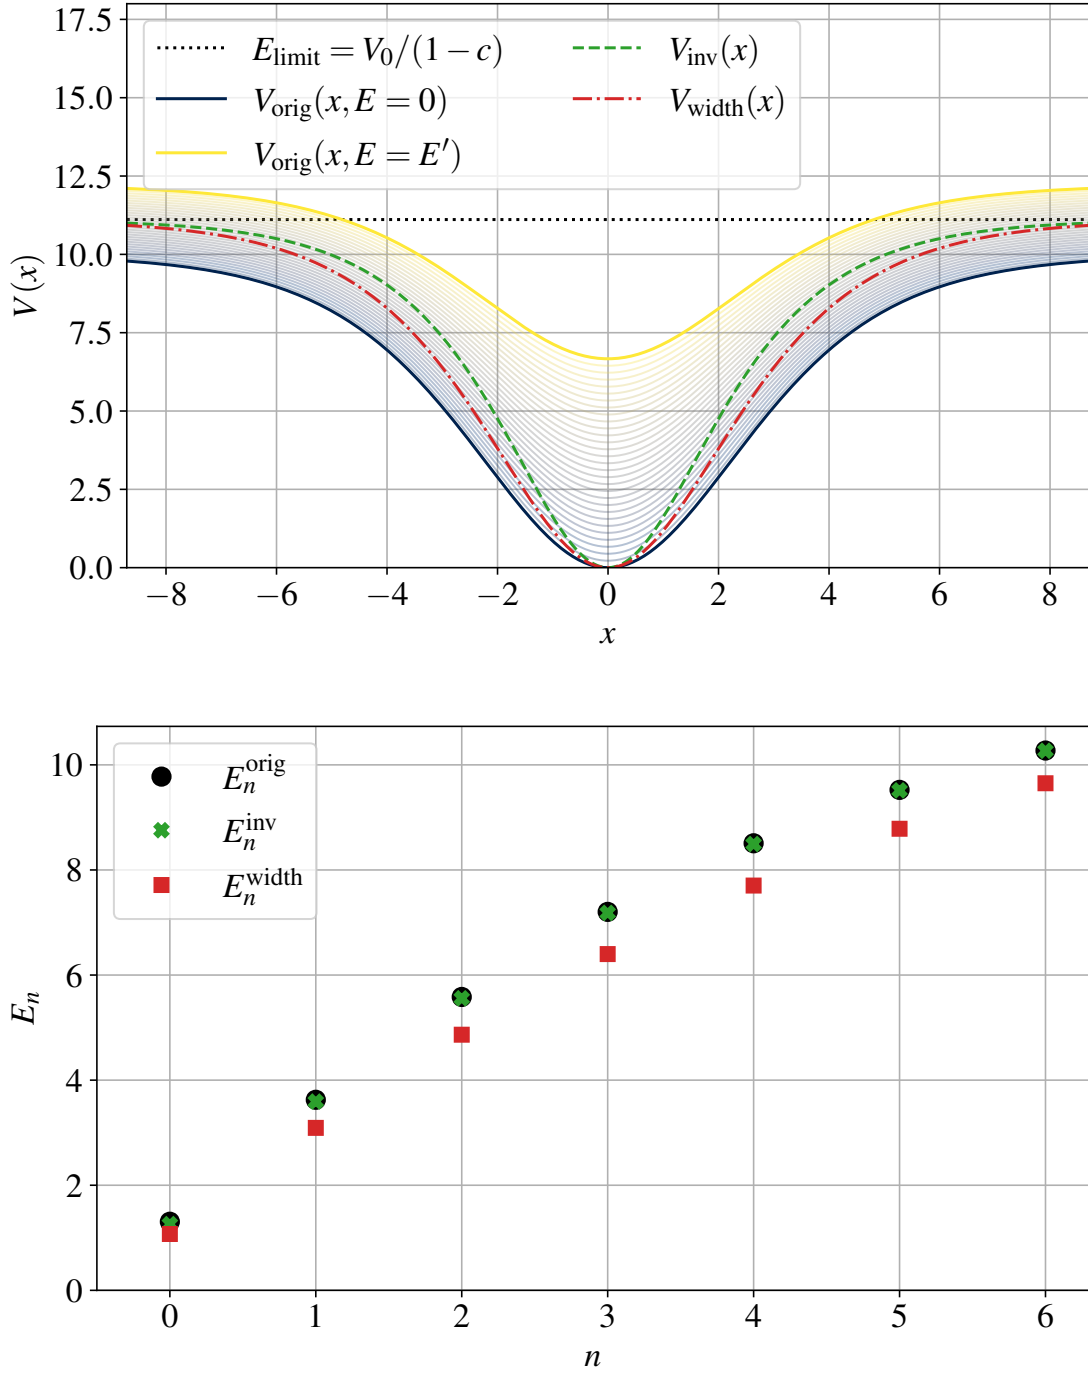 17.5
15.0
12.5
10.0
7.5
5.0
2.5
0.0
V(x)
E_limit = V_0/(1 − c)
V_orig(x, E = 0)
V_orig(x, E = E′)
V_inv(x)
V_width(x)
−8 −6 −4 −2 0 2 4 6 8
x
10
8
6
4
2
0
E_n
E_n^orig
E_n^inv
E_n^width
0 1 2 3 4 5 6
n